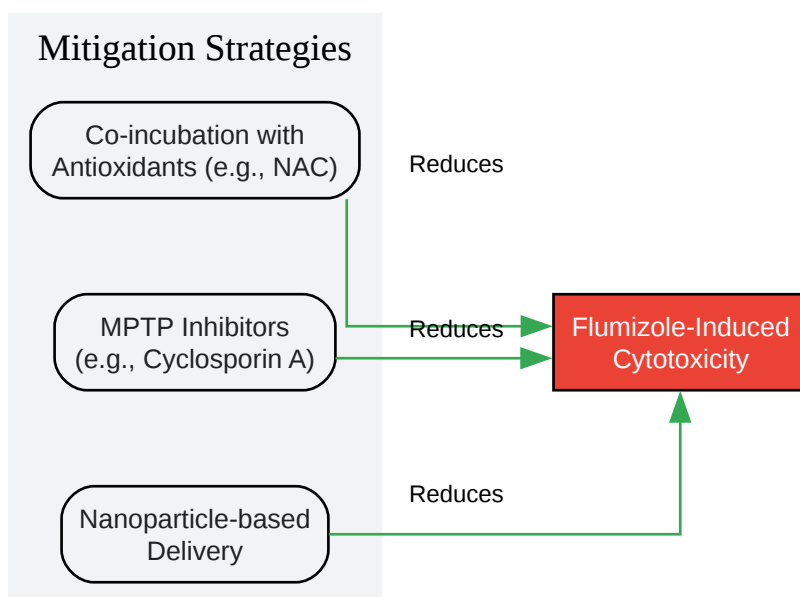 Mitigation Strategies
Co-incubation with
Antioxidants (e.g., NAC)
Reduces
MPTP Inhibitors
(e.g., Cyclosporin A)
Reduces
Flumizole-Induced
Cytotoxicity
Nanoparticle-based
Delivery
Reduces